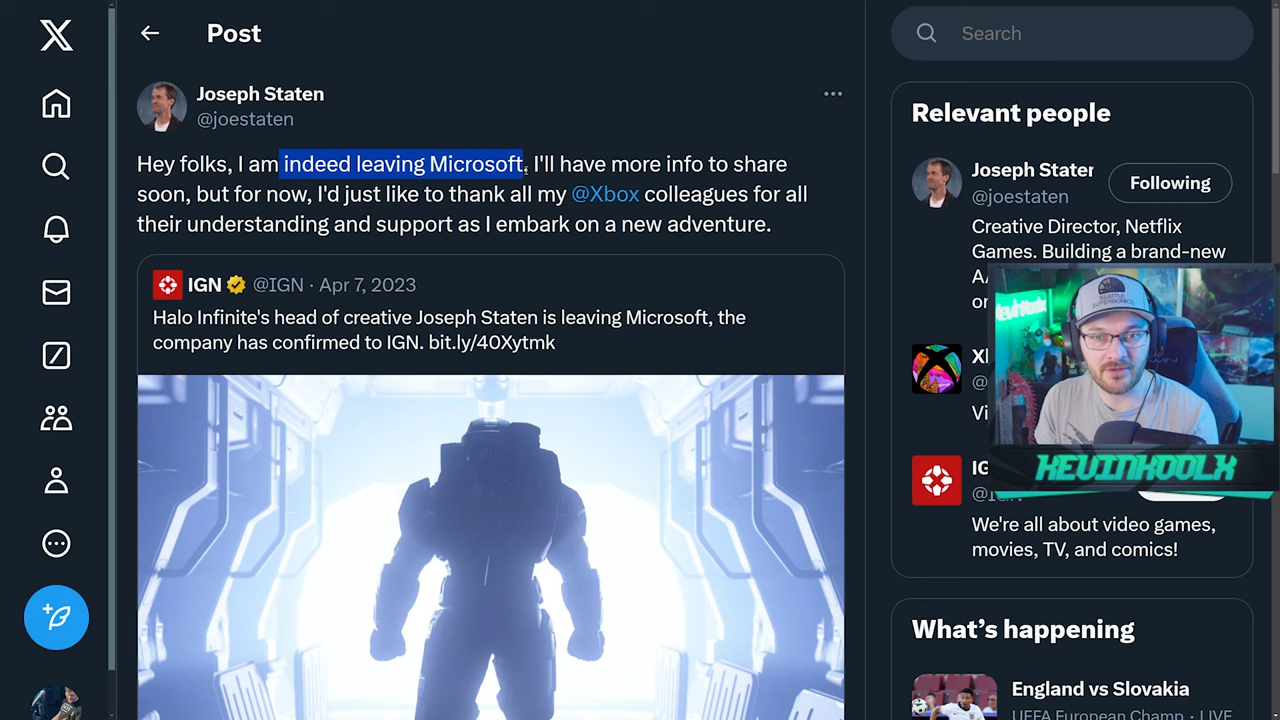 Post
Search
Joseph Staten
@joestaten
Hey folks, I am indeed leaving Microsoft. I'll have more info to share
soon, but for now, I'd just like to thank all my @Xbox colleagues for all
their understanding and support as I embark on a new adventure.
IGN @IGN · Apr 7, 2023
Halo Infinite's head of creative Joseph Staten is leaving Microsoft, the
company has confirmed to IGN. bit.ly/40Xytmk
Relevant people
Joseph Staten
Following
@joestaten
Creative Director, Netflix
Games. Building a brand-new
SEATTLE
SUPERSONICS
KEVINKOOLX
We're all about video games,
movies, TV, and comics!
What's happening
England vs Slovakia
UEFA European Champ · LIVE